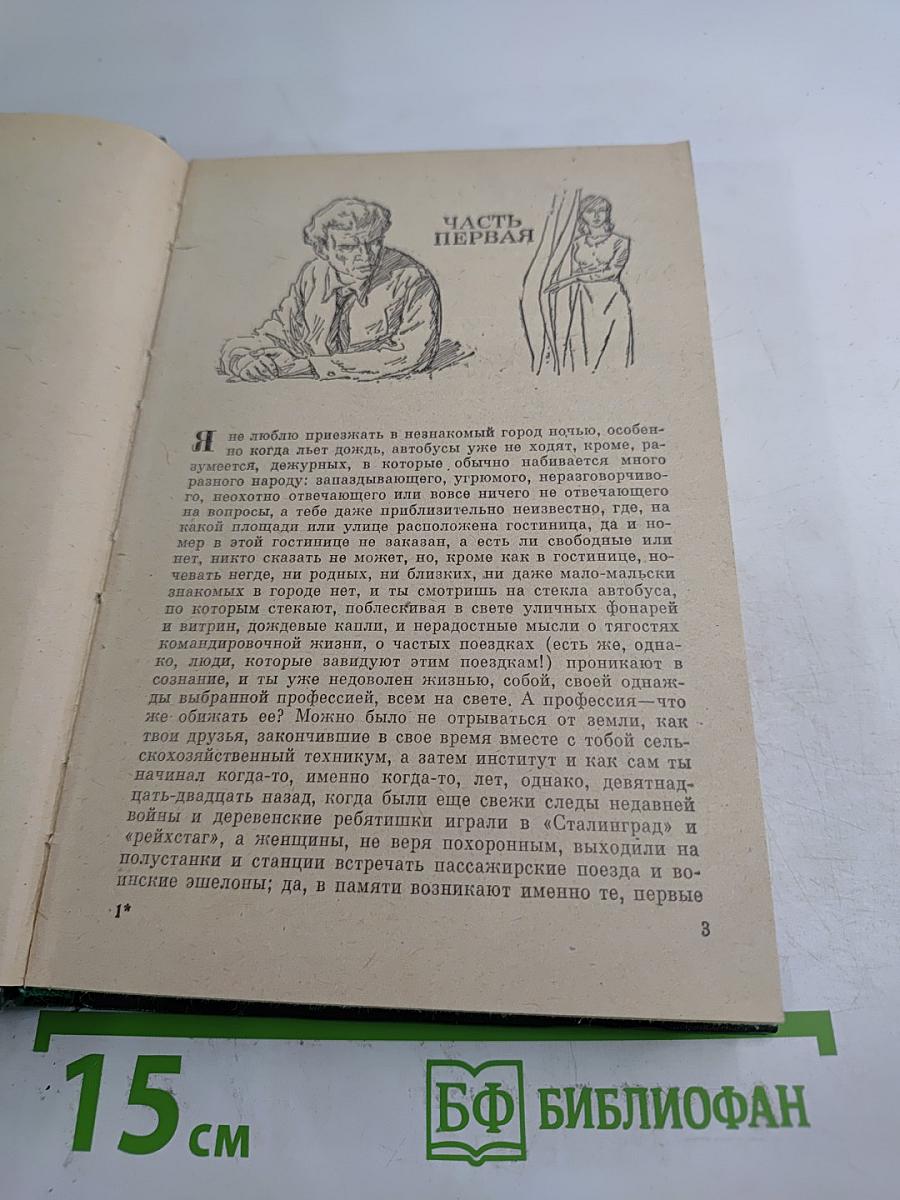 ЧАСТЬ
ПЕРВАЯ
Я не люблю приезжать в незнакомый город ночью, особен-
но когда льет дождь, автобусы уже не ходят, кроме, ра-
зумеется, дежурных, в которые обычно набивается много
разного народу: запаздывающего, угрюмого, неразговорчиво-
го, неохотно отвечающего или вовсе ничего не отвечающего
на вопросы, а тебе даже приблизительно неизвестно, где, на
какой площади или улице расположена гостиница, да и но-
мер в этой гостинице не заказан, а есть ли свободные или
нет, никто сказать не может, но, кроме как в гостинице, но-
чевать негде, ни родных, ни близких, ни даже мало-мальски
знакомых в городе нет, и ты смотришь на стекла автобуса,
по которым стекают, поблескивая в свете уличных фонарей
и витрин, дождевые капли, и нерадостные мысли о тягостях
командировочной жизни, о частых поездках (есть же, одна-
ко, люди, которые завидуют этим поездкам!) проникают в
сознание, и ты уже недоволен жизнью, собой, своей однаж-
ды выбранной профессией, всем на свете. А профессия—что
же обижать ее? Можно было не отрываться от земли, как
твои друзья, закончившие в свое время вместе с тобой сель-
скохозяйственный техникум, а затем институт и как сам ты
начинал когда-то, именно когда-то, лет, однако, девятнад-
цать-двадцать назад, когда были еще свежи следы недавней
войны и деревенские ребятишки играли в «Сталинград» и
«рейхстаг», а женщины, не веря похоронным, выходили на
полустанки и станции встречать пассажирские поезда и во-
инские эшелоны; да, в памяти возникают именно те, первые
1*
3
15 см
БФ БИБЛИОФАН